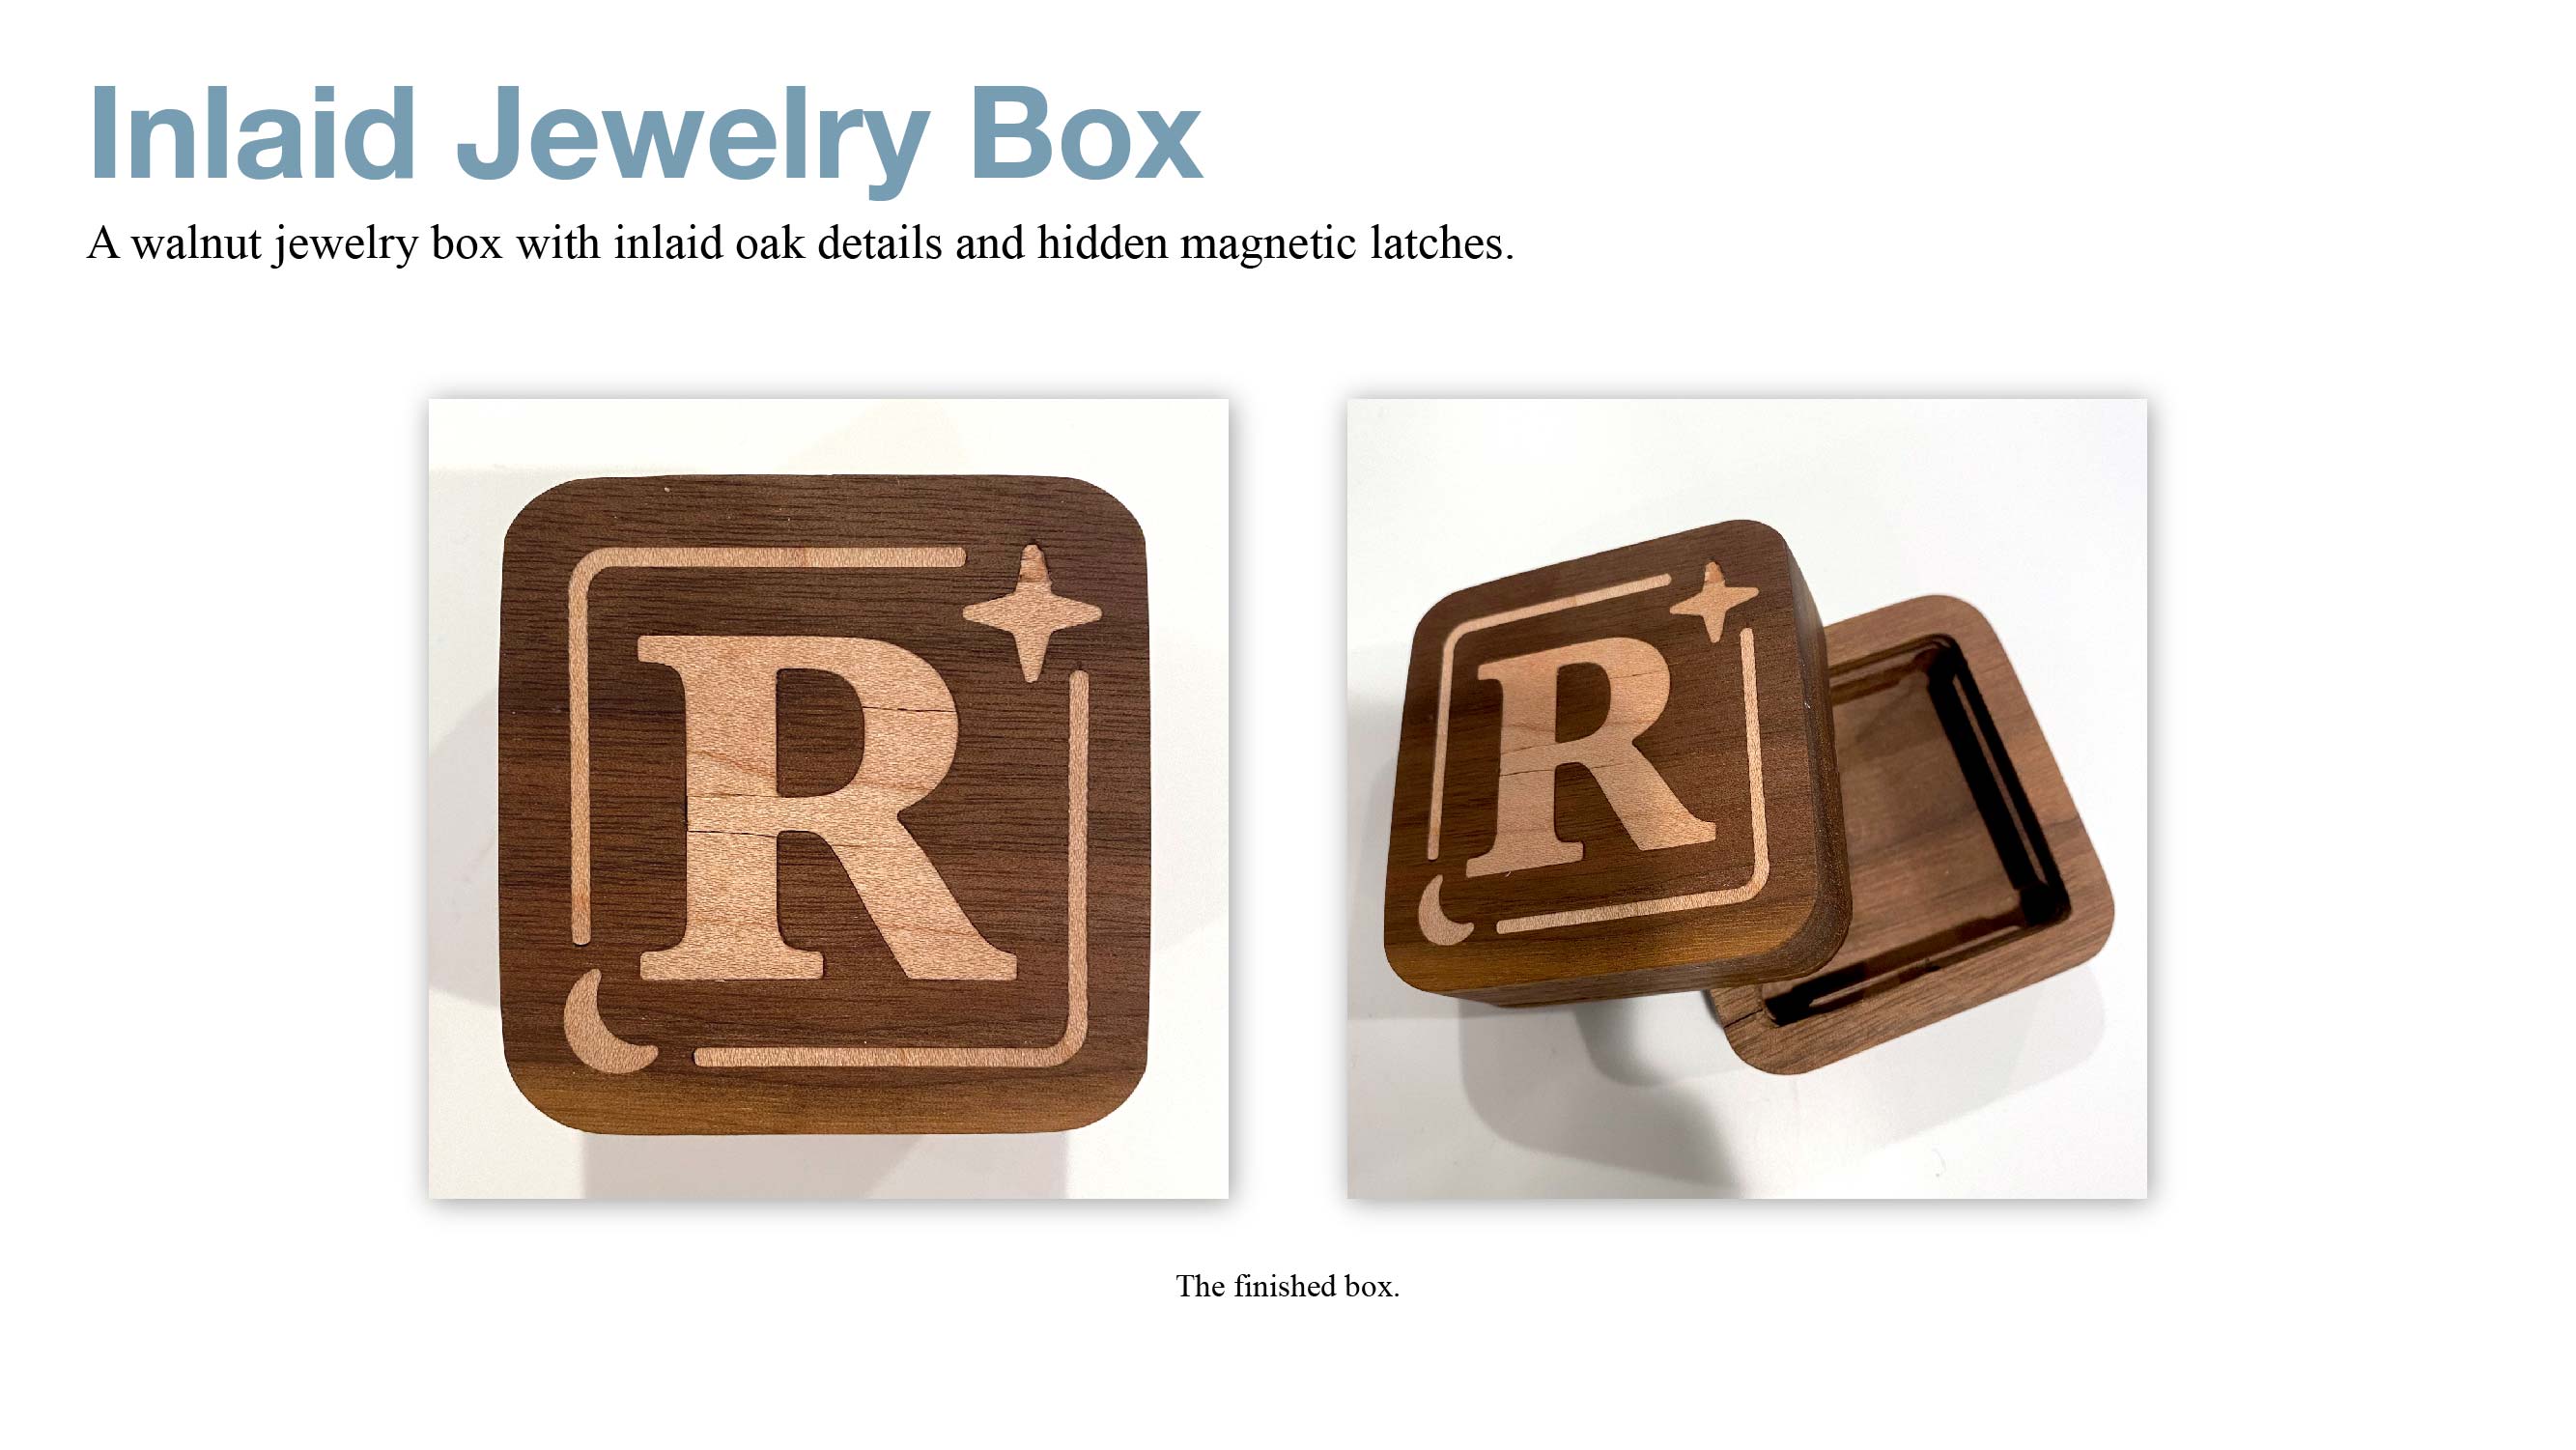 Inlaid Jewelry Box
A walnut jewelry box with inlaid oak details and hidden magnetic latches.
R
R
The finished box.